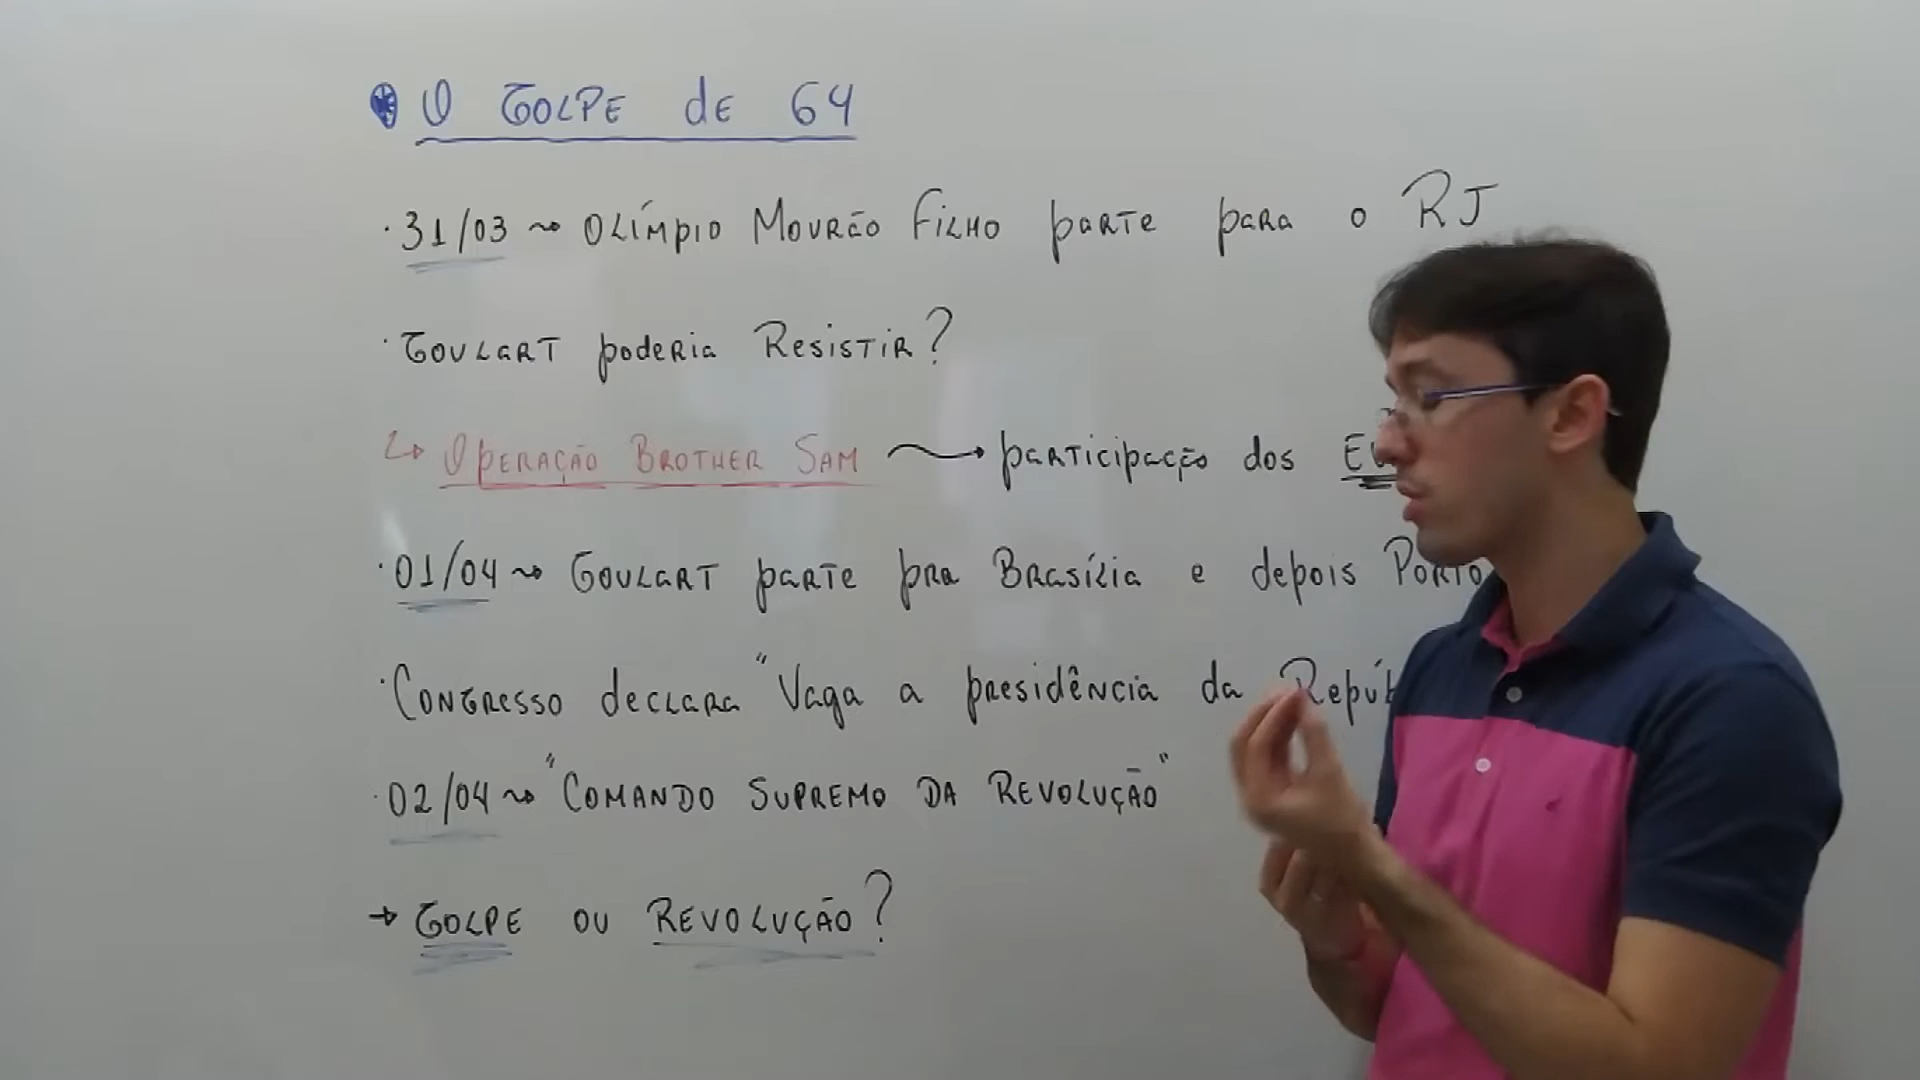 O GOLPE de 64
· 31/03 ~> OLÍMPIO MOURÃO FILHO parte para o RJ
· GOULART poderia Resistir?
↳ OPERAÇÃO BROTHER SAM → participação dos
· 01/04 ~> GOULART parte pra Brasília e depois PORTO
· CONGRESSO declara "Vaga a presidência da
· 02/04 ~> "COMANDO SUPREMO DA REVOLUÇÃO"
→ GOLPE OU REVOLUÇÃO?